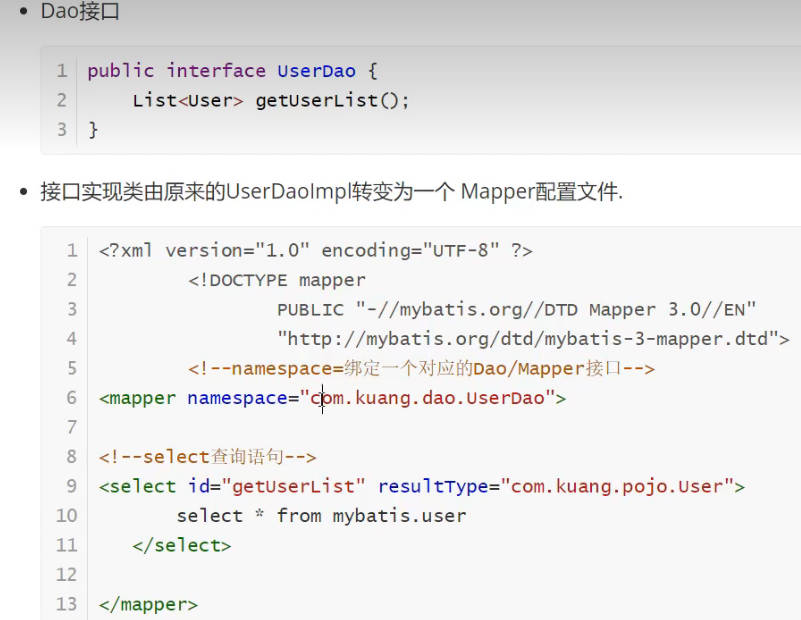 Dao接口
1 public interface UserDao {
2 List<User> getUserList();
3 }
接口实现类由原来的UserDaoImpl转变为一个 Mapper配置文件.
1 <?xml version="1.0" encoding="UTF-8" ?>
2 <!DOCTYPE mapper
3 PUBLIC "-//mybatis.org//DTD Mapper 3.0//EN"
4 "http://mybatis.org/dtd/mybatis-3-mapper.dtd">
5 <!--namespace=绑定一个对应的Dao/Mapper接口-->
6 <mapper namespace="com.kuang.dao.UserDao">
7
8 <!--select查询语句-->
9 <select id="getUserList" resultType="com.kuang.pojo.User">
10 select * from mybatis.user
11 </select>
12
13 </mapper>